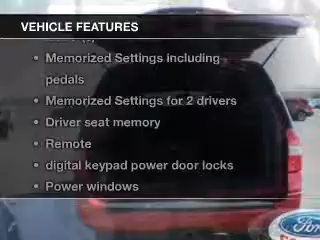 VEHICLE FEATURES
• Memorized Settings including
pedals
• Memorized Settings for 2 drivers
• Driver seat memory
• Remote
• digital keypad power door locks
• Power windows
Ford